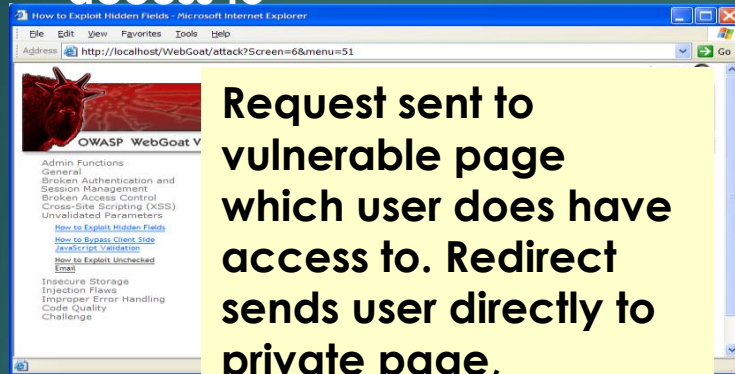 access to
How to Exploit Hidden Fields - Microsoft Internet Explorer
File Edit View Favorites Tools Help
Address http://localhost/WebGoat/attack?Screen=6&menu=51 Go
OWASP WebGoat V
Admin Functions
General
Broken Authentication and
Session Management
Broken Access Control
Cross-Site Scripting (XSS)
Unvalidated Parameters
How to Exploit Hidden Fields
How to Bypass Client Side
JavaScript Validation
How to Exploit Unchecked
Email
Insecure Storage
Injection Flaws
Improper Error Handling
Code Quality
Challenge
Request sent to
vulnerable page
which user does have
access to. Redirect
sends user directly to
private page,